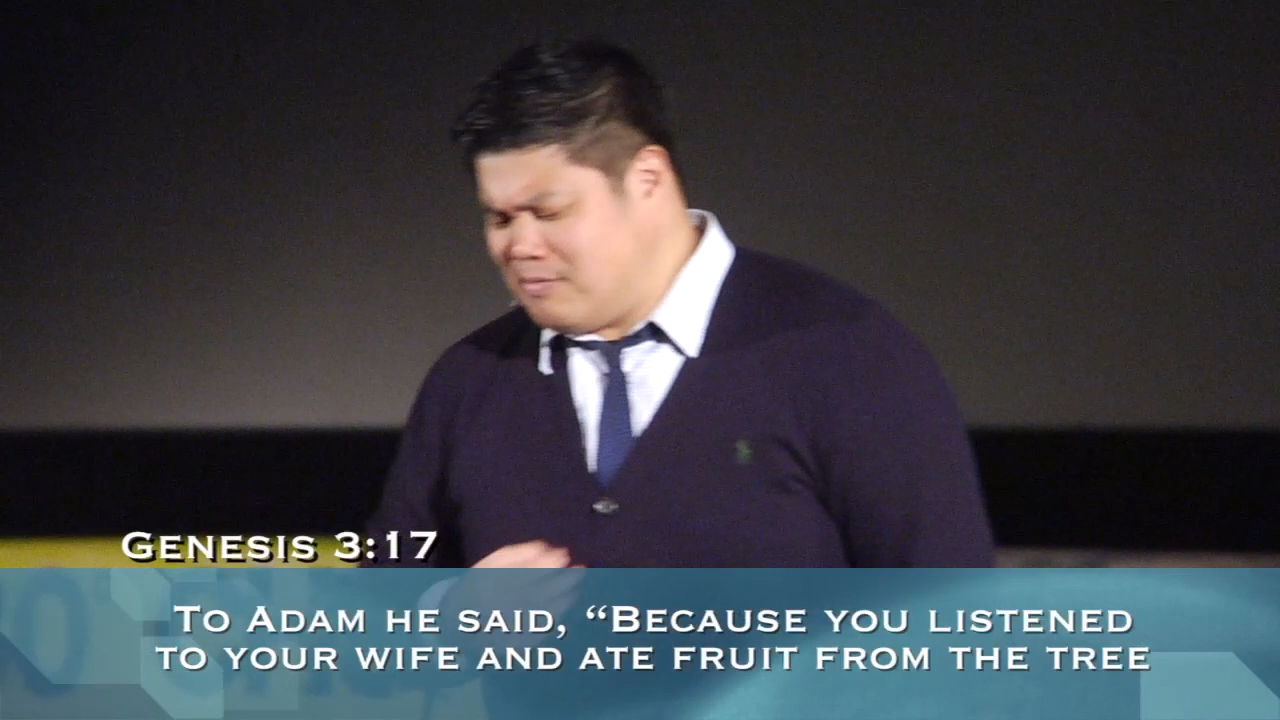 GENESIS 3:17
TO ADAM HE SAID, “BECAUSE YOU LISTENED
TO YOUR WIFE AND ATE FRUIT FROM THE TREE